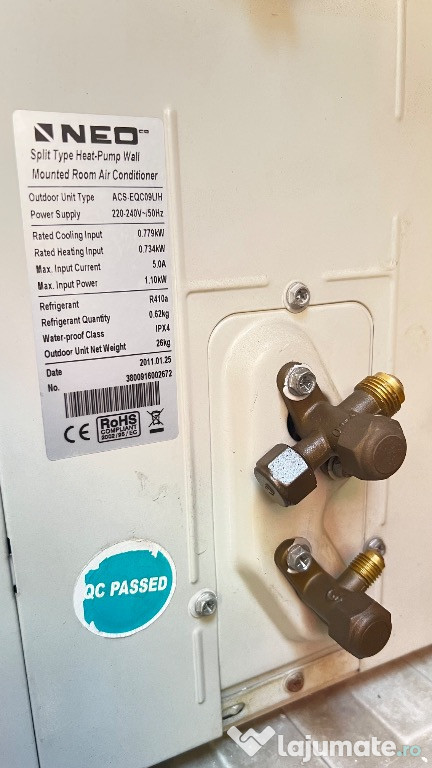 NEO CO
Split Type Heat-Pump Wall
Mounted Room Air Conditioner
Outdoor Unit Type ACS-EQC09UH
Power Supply 220-240V~/50Hz
Rated Cooling Input 0.779kW
Rated Heating Input 0.734kW
Max. Input Current 5.0A
Max. Input Power 1.10kW
Refrigerant R410a
Refrigerant Quantity 0.62kg
Water-proof Class IPX4
Outdoor Unit Net Weight 26kg
Date 2011.01.25
No. 3800916002672
CE RoHS
COMPLIANT
2002/95/EC
QC PASSED
lajumate.ro